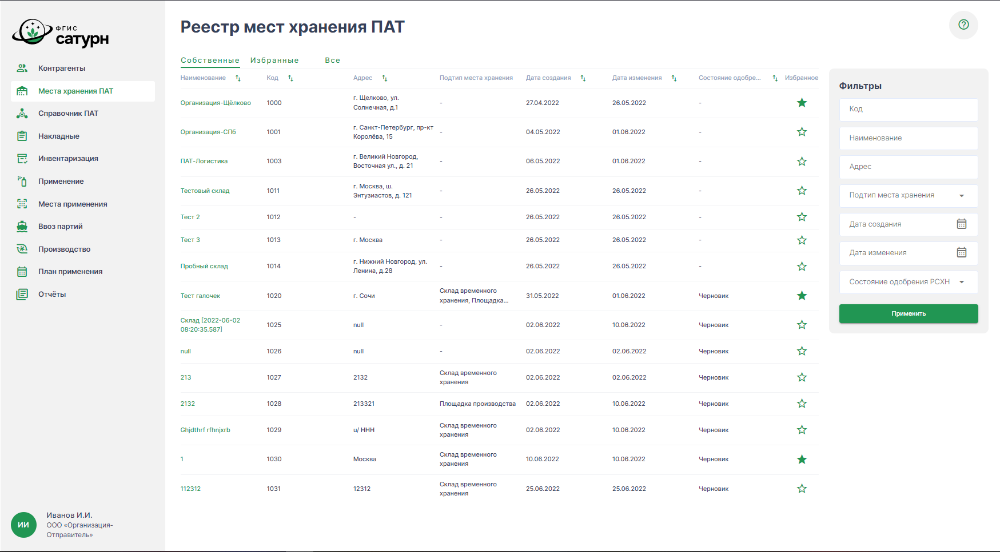 ФГИС
сатурн
Контрагенты
Места хранения ПАТ
Справочник ПАТ
Накладные
Инвентаризация
Применение
Места применения
Ввоз партий
Производство
План применения
Отчёты
ИИ
Иванов И.И.
ООО «Организация-
Отправитель»
Реестр мест хранения ПАТ
Собственные Избранные Все
Наименование Код Адрес Подтип места хранения Дата создания Дата изменения Состояние одобре... Избранное
Организация-Щёлково 1000 г. Щелково, ул. - 27.04.2022 26.05.2022 -
Солнечная, д.1
Организация-СПб 1001 г. Санкт-Петербург, пр-кт - 04.05.2022 01.06.2022 -
Королёва, 15
ПАТ-Логистика 1003 г. Великий Новгород, - 06.05.2022 01.06.2022 -
Восточная ул., д. 21
Тестовый склад 1011 г. Москва, ш. - 26.05.2022 26.05.2022 -
Энтузиастов, д. 121
Тест 2 1012 - - 26.05.2022 26.05.2022 -
Тест 3 1013 г. Москва - 26.05.2022 26.05.2022 -
Пробный склад 1014 г. Нижний Новгород, ул. - 26.05.2022 26.05.2022 -
Ленина, д.28
Тест галочек 1020 г. Сочи Склад временного 31.05.2022 01.06.2022 Черновик
хранения, Площадка...
Склад [2022-06-02 1025 null - 02.06.2022 10.06.2022 Черновик
08:20:35.587]
null 1026 null - 02.06.2022 02.06.2022 Черновик
213 1027 2132 Склад временного 02.06.2022 02.06.2022 Черновик
хранения
2132 1028 213321 Площадка производства 02.06.2022 10.06.2022 Черновик
Ghjdthrf rfhnjxrb 1029 u/ ННН Склад временного 02.06.2022 10.06.2022 Черновик
хранения
1 1030 Москва Склад временного 10.06.2022 10.06.2022 Черновик
хранения
112312 1031 12312 Склад временного 25.06.2022 25.06.2022 Черновик
хранения
Фильтры
Код
Наименование
Адрес
Подтип места хранения
Дата создания
Дата изменения
Состояние одобрения РСХН
Применить